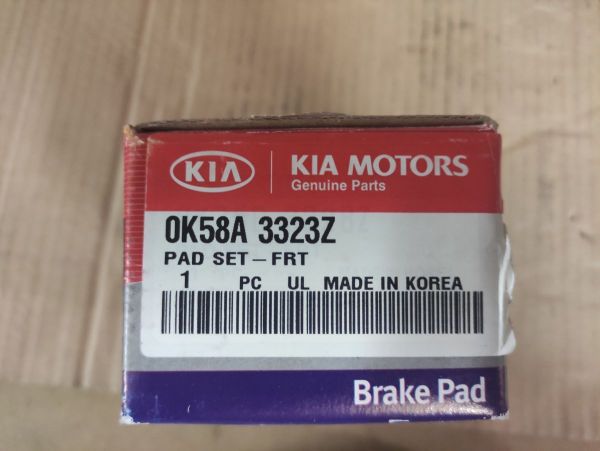 KIA
KIA MOTORS
Genuine Parts
0K58A 3323Z
PAD SET-FRT
1 PC UL MADE IN KOREA
Brake Pad